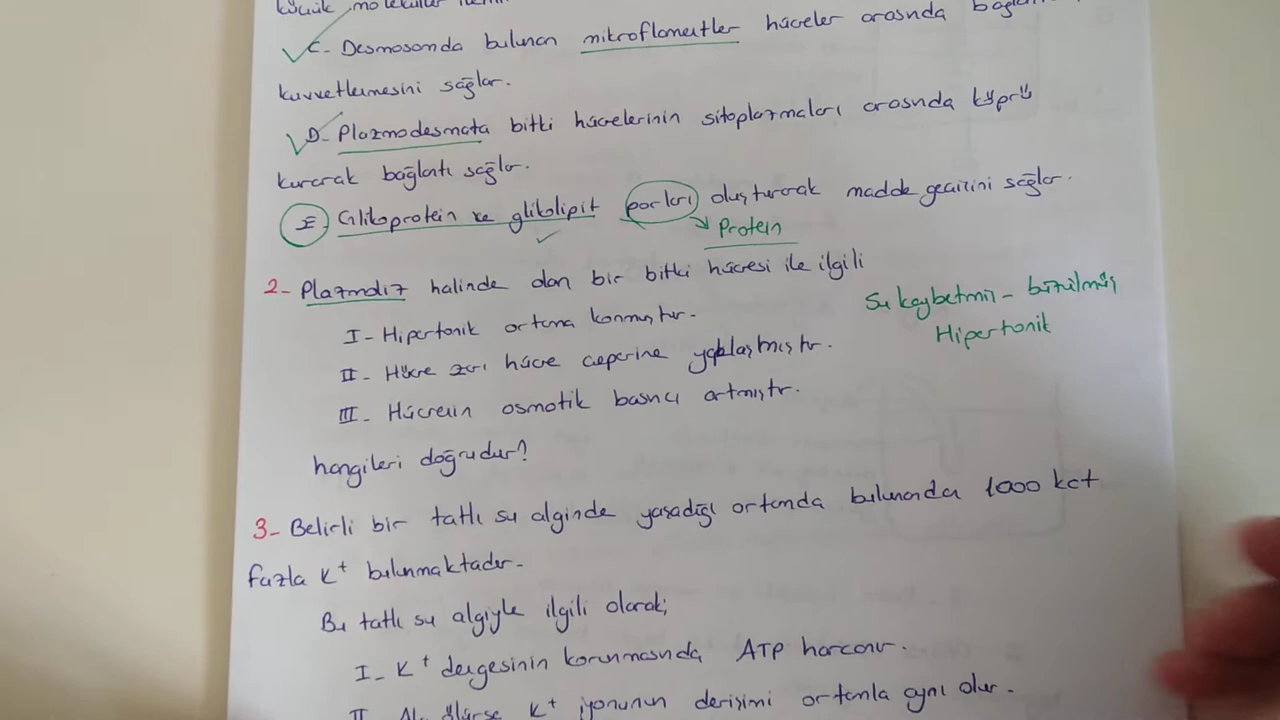 küçük moleküller
C- Desmosomda bulunan mikroflamentler hücreler arasında
kuvvetlenmesini sağlar.
D- Plazmodesmata bitki hücrelerinin sitoplazmaları arasında köprü
kurarak bağlantı sağlar.
E Glikoprotein ve glikolipit porları oluşturarak madde geçişini sağlar.
Protein
2- Plazmoliz halinde olan bir bitki hücresi ile ilgili
Su kaybetmiş - büzülmüş
Hipertonik
I- Hipertonik ortama konmuştur.
II- Hücre zarı hücre çeperine yaklaşmıştır.
III- Hücrenin osmotik basıncı artmıştır.
hangileri doğrudur?
3- Belirli bir tatlı su alginde yaşadığı ortamda bulunanda 1000 kat
fazla K+ bulunmaktadır.
Bu tatlı su algiyle ilgili olarak;
I- K+ dengesinin korunmasında ATP harcanır.
II Alg ölürse K+ iyonunun derişimi ortamla aynı olur.